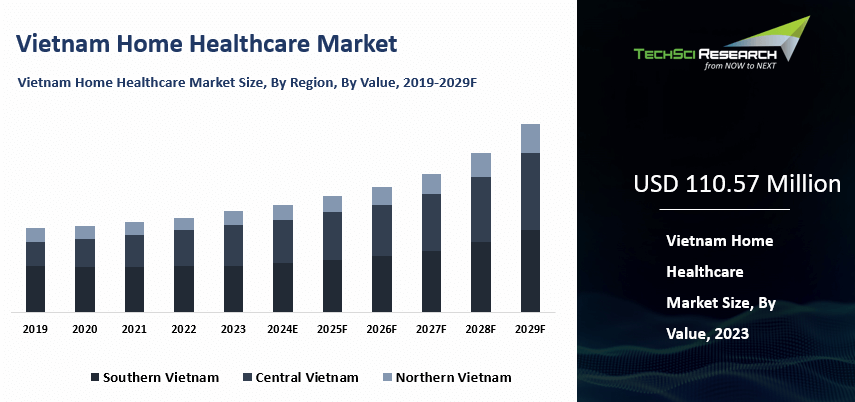 Vietnam Home Healthcare Market
Vietnam Home Healthcare Market Size, By Region, By Value, 2019-2029F
2019 2020 2021 2022 2023 2024E 2025F 2026F 2027F 2028F 2029F
Southern Vietnam Central Vietnam Northern Vietnam
TechSci Research
from NOW to NEXT
USD 110.57 Million
Vietnam Home
Healthcare
Market Size, By
Value, 2023